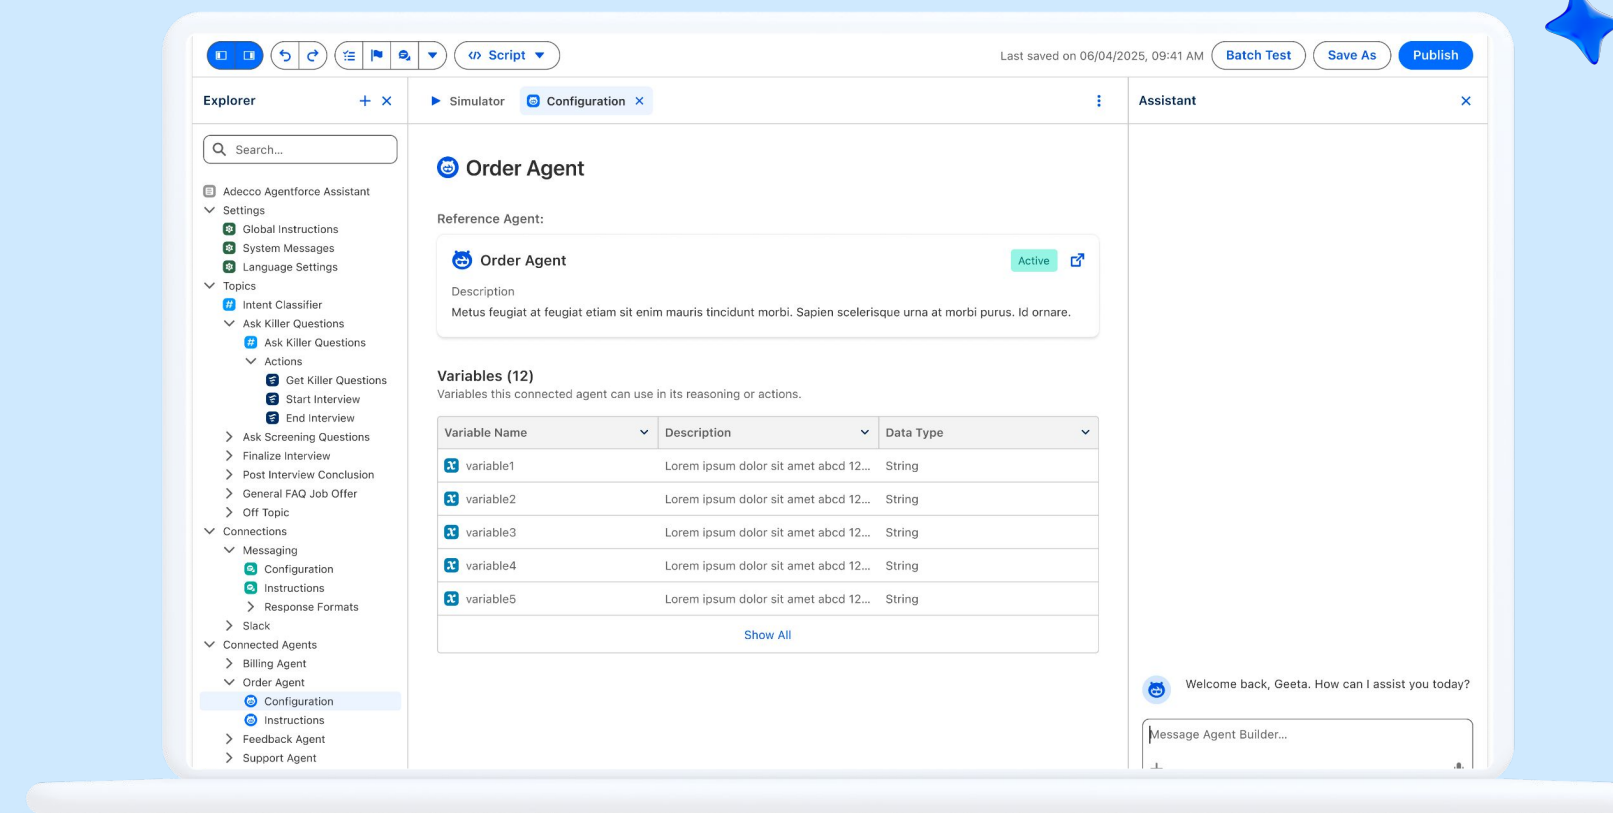 Script
Last saved on 06/04/2025, 09:41 AM
Batch Test
Save As
Publish
Explorer
Search...
Adecco Agentforce Assistant
Settings
Global Instructions
System Messages
Language Settings
Topics
Intent Classifier
Ask Killer Questions
Ask Killer Questions
Actions
Get Killer Questions
Start Interview
End Interview
Ask Screening Questions
Finalize Interview
Post Interview Conclusion
General FAQ Job Offer
Off Topic
Connections
Messaging
Configuration
Instructions
Response Formats
Slack
Connected Agents
Billing Agent
Order Agent
Configuration
Instructions
Feedback Agent
Support Agent
Simulator
Configuration
Order Agent
Reference Agent:
Order Agent
Active
Description
Metus feugiat at feugiat etiam sit enim mauris tincidunt morbi. Sapien scelerisque urna at morbi purus. Id ornare.
Variables (12)
Variables this connected agent can use in its reasoning or actions.
Variable Name Description Data Type
variable1 Lorem ipsum dolor sit amet abcd 12... String
variable2 Lorem ipsum dolor sit amet abcd 12... String
variable3 Lorem ipsum dolor sit amet abcd 12... String
variable4 Lorem ipsum dolor sit amet abcd 12... String
variable5 Lorem ipsum dolor sit amet abcd 12... String
Show All
Assistant
Welcome back, Geeta. How can I assist you today?
Message Agent Builder...